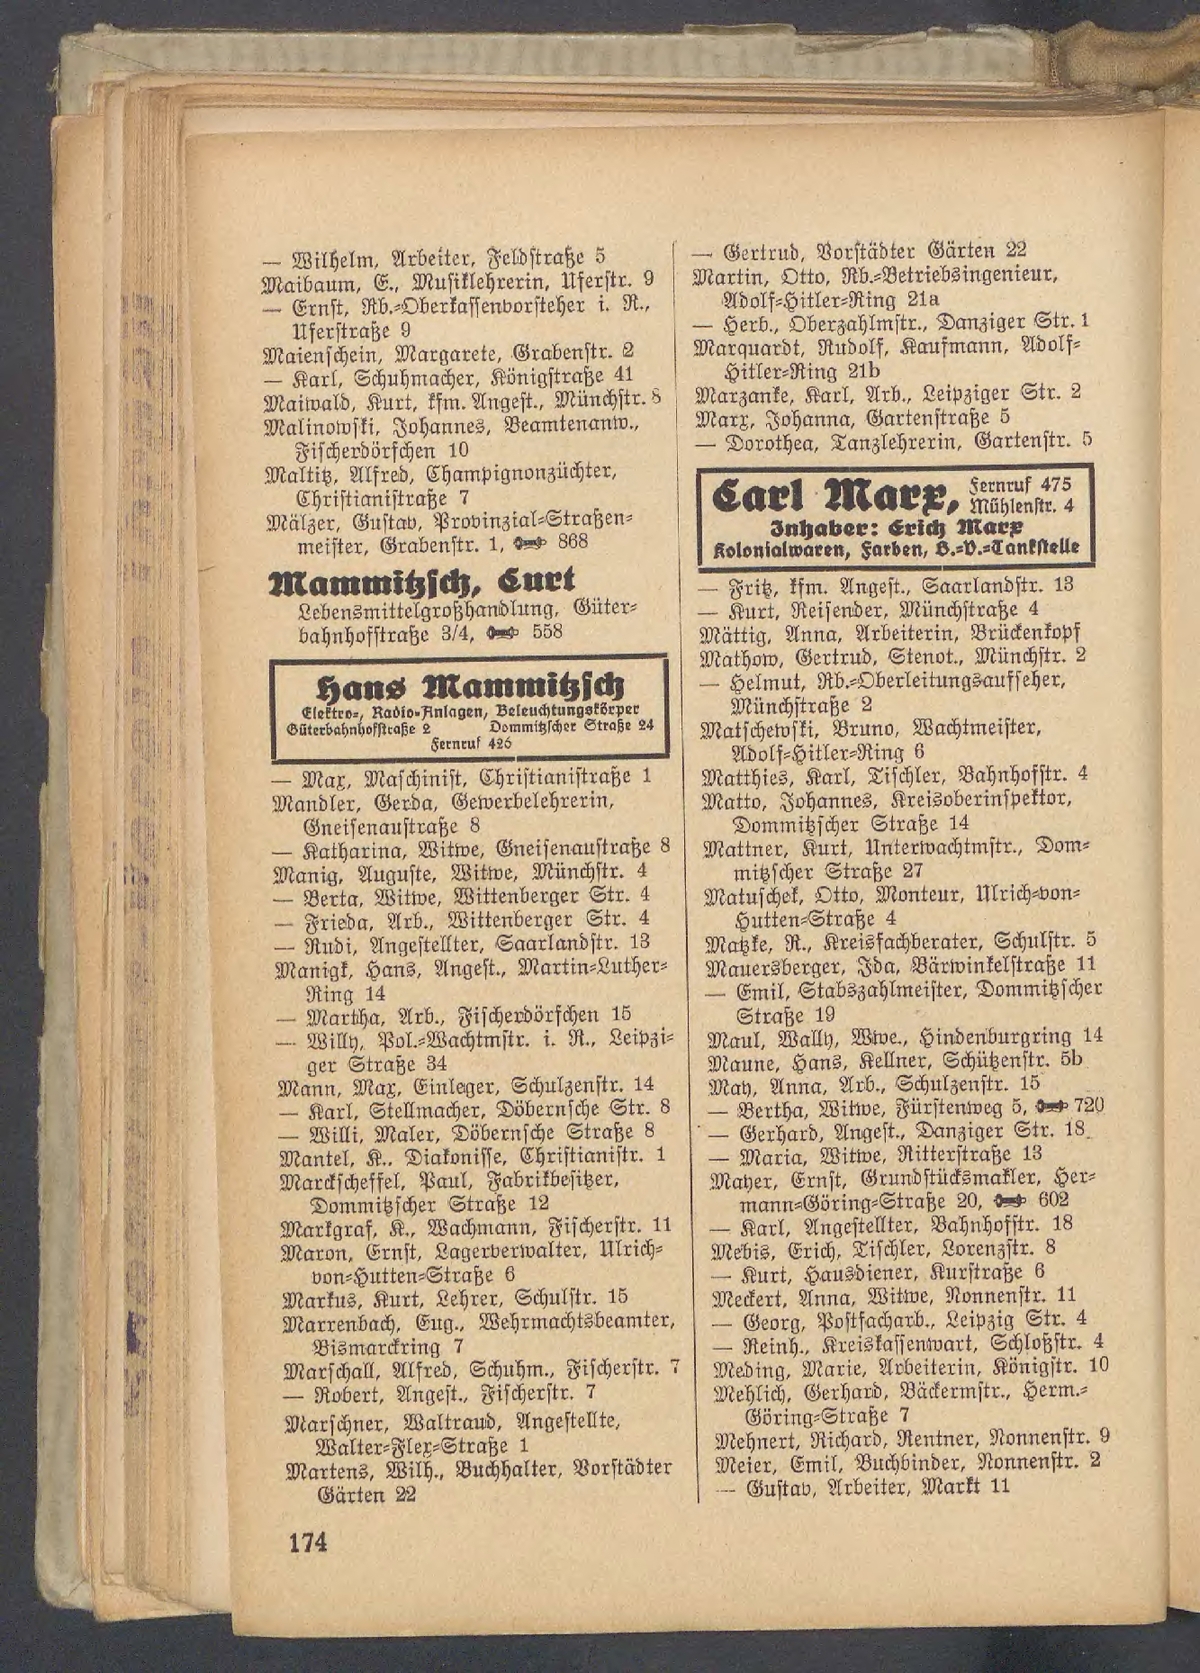 — Wilhelm, Arbeiter, Feldstraße 5
Maibaum, E., Musiklehrerin, Uferstr. 9
— Ernst, Rb.-Oberkassenvorsteher i. R.,
Uferstraße 9
Maienschein, Margarete, Grabenstr. 2
— Karl, Schuhmacher, Königstraße 41
Maiwald, Kurt, kfm. Angest., Münchstr. 8
Malinowski, Johannes, Beamtenanw.,
Fischerdörfchen 10
Maltitz, Alfred, Champignonzüchter,
Christianistraße 7
Mälzer, Gustav, Provinzial-Straßen-
meister, Grabenstr. 1, 868
Mammitzsch, Curt
Lebensmittelgroßhandlung, Güter-
bahnhofstraße 3/4, 558
Hans Mammitzsch
Elektro-, Radio-Anlagen, Beleuchtungskörper
Güterbahnhofstraße 2 Dommitzscher Straße 24
Fernruf 426
— Max, Maschinist, Christianistraße 1
Mandler, Gerda, Gewerbelehrerin,
Gneisenaustraße 8
— Katharina, Witwe, Gneisenaustraße 8
Manig, Auguste, Witwe, Münchstr. 4
— Berta, Witwe, Wittenberger Str. 4
— Frieda, Arb., Wittenberger Str. 4
— Rudi, Angestellter, Saarlandstr. 13
Manigk, Hans, Angest., Martin-Luther-
Ring 14
— Martha, Arb., Fischerdörfchen 15
— Willy, Pol.-Wachtmstr. i. R., Leipzi-
ger Straße 34
Mann, Max, Einleger, Schulzenstr. 14
— Karl, Stellmacher, Döbernsche Str. 8
— Willi, Maler, Döbernsche Straße 8
Mantel, K., Diakonisse, Christianistr. 1
Marckscheffel, Paul, Fabrikbesitzer,
Dommitzscher Straße 12
Markgraf, K., Wachmann, Fischerstr. 11
Maron, Ernst, Lagerverwalter, Ulrich-
von-Hutten-Straße 6
Markus, Kurt, Lehrer, Schulstr. 15
Marrenbach, Eug., Wehrmachtsbeamter,
Bismarckring 7
Marschall, Alfred, Schuhm., Fischerstr. 7
— Robert, Angest., Fischerstr. 7
Marschner, Waltraud, Angestellte,
Walter-Flex-Straße 1
Martens, Wilh., Buchhalter, Vorstädter
Gärten 22
174
— Gertrud, Vorstädter Gärten 22
Martin, Otto, Rb.-Betriebsingenieur,
Adolf-Hitler-Ring 21a
— Herb., Oberzahlmstr., Danziger Str. 1
Marquardt, Rudolf, Kaufmann, Adolf-
Hitler-Ring 21b
Marzanke, Karl, Arb., Leipziger Str. 2
Marx, Johanna, Gartenstraße 5
— Dorothea, Tanzlehrerin, Gartenstr. 5
Carl Marx, Fernruf 475
Mühlenstr. 4
Inhaber: Erich Marx
Kolonialwaren, Farben, B.-V.-Tankstelle
— Fritz, kfm. Angest., Saarlandstr. 13
— Kurt, Reisender, Münchstraße 4
Mättig, Anna, Arbeiterin, Brückenkopf
Mathow, Gertrud, Stenot., Münchstr. 2
— Helmut, Rb.-Oberleitungsaufseher,
Münchstraße 2
Matschewski, Bruno, Wachtmeister,
Adolf-Hitler-Ring 6
Matthies, Karl, Tischler, Bahnhofstr. 4
Matto, Johannes, Kreisoberinspektor,
Dommitzscher Straße 14
Mattner, Kurt, Unterwachtmstr., Dom-
mitzscher Straße 27
Matuschek, Otto, Monteur, Ulrich-von-
Hutten-Straße 4
Matzke, R., Kreisfachberater, Schulstr. 5
Mauersberger, Ida, Bärwinkelstraße 11
— Emil, Stabszahlmeister, Dommitzscher
Straße 19
Maul, Wally, Wwe., Hindenburgring 14
Maune, Hans, Kellner, Schützenstr. 5b
May, Anna, Arb., Schulzenstr. 15
— Bertha, Witwe, Fürstenweg 5, 720
— Gerhard, Angest., Danziger Str. 18
— Maria, Witwe, Ritterstraße 13
Mayer, Ernst, Grundstücksmakler, Her-
mann-Göring-Straße 20, 602
— Karl, Angestellter, Bahnhofstr. 18
Mebis, Erich, Tischler, Lorenzstr. 8
— Kurt, Hausdiener, Kurstraße 6
Meckert, Anna, Witwe, Nonnenstr. 11
— Georg, Postfacharb., Leipzig Str. 4
— Reinh., Kreiskassenwart, Schloßstr. 4
Meding, Marie, Arbeiterin, Königstr. 10
Mehlich, Gerhard, Bäckermstr., Herm.-
Göring-Straße 7
Mehnert, Richard, Rentner, Nonnenstr. 9
Meier, Emil, Buchbinder, Nonnenstr. 2
— Gustav, Arbeiter, Markt 11